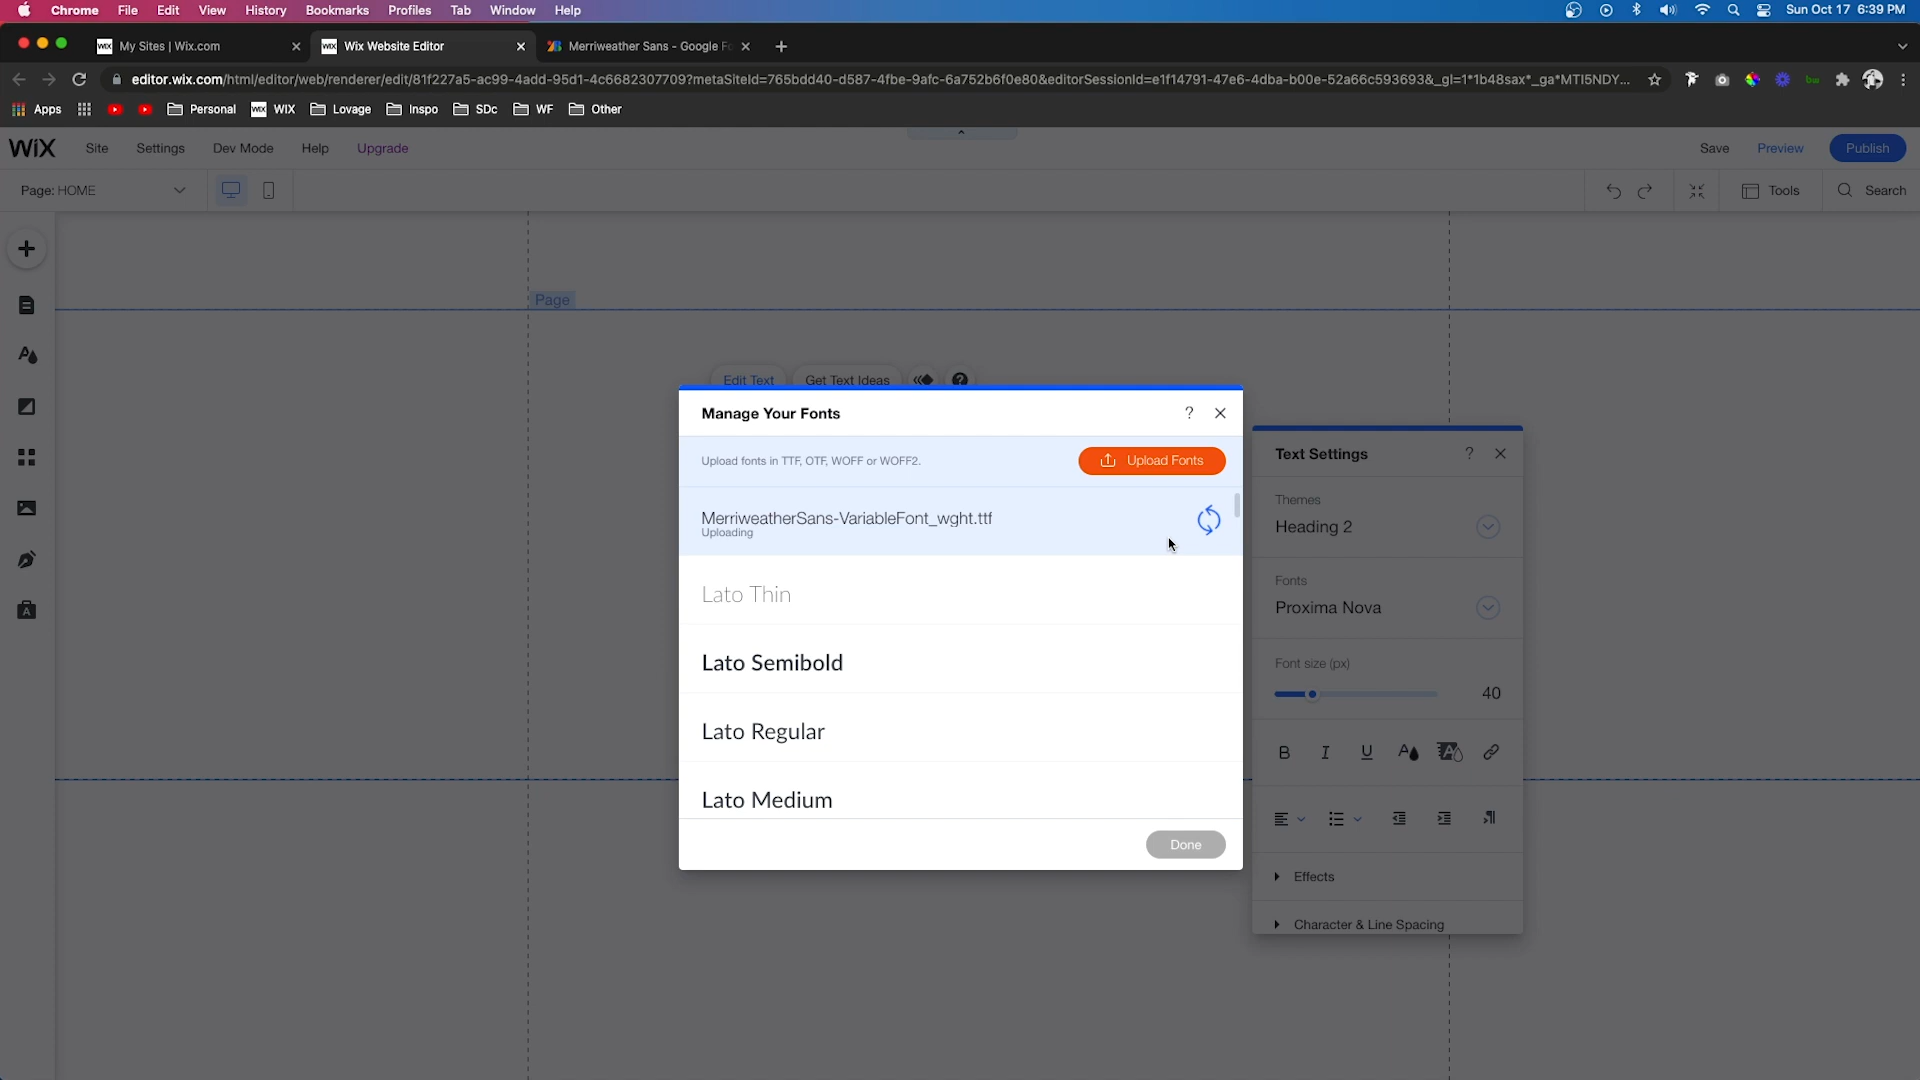 Chrome File Edit View History Bookmarks Profiles Tab Window Help Sun Oct 17 6:39 PM
WiX My Sites | Wix.com WiX Wix Website Editor Merriweather Sans - Google Fo
editor.wix.com/html/editor/web/renderer/edit/81f227a5-ac99-4add-95d1-4c6682307709?metaSiteId=765bdd40-d587-4fbe-9afc-6a752b6f0e80&editorSessionId=e1f14791-47e6-4dba-b00e-52a66c593693&_gl=1*1b48sax*_ga*MTI5NDY...
Apps Personal WiX WIX Lovage Inspo SDc WF Other
WiX Site Settings Dev Mode Help Upgrade Save Preview Publish
Page: HOME Tools Search
Page
Edit Text Get Text Ideas
Manage Your Fonts
Upload fonts in TTF, OTF, WOFF or WOFF2. Upload Fonts
MerriweatherSans-VariableFont_wght.ttf
Uploading
Lato Thin
Lato Semibold
Lato Regular
Lato Medium
Done
Text Settings
Themes
Heading 2
Fonts
Proxima Nova
Font size (px)
40
B I U A A
Effects
Character & Line Spacing